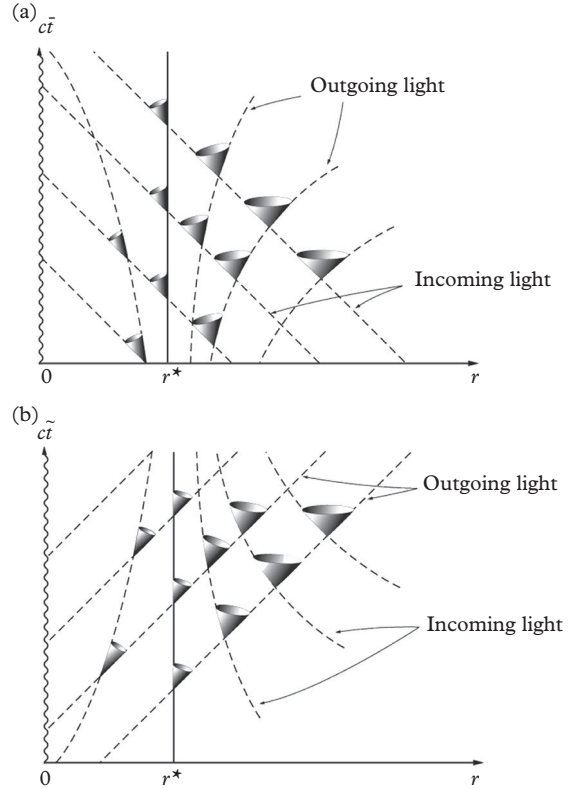 (a)
ct̄
Outgoing light
Incoming light
0
r★
r
(b)
ct̃
Outgoing light
Incoming light
0
r★
r